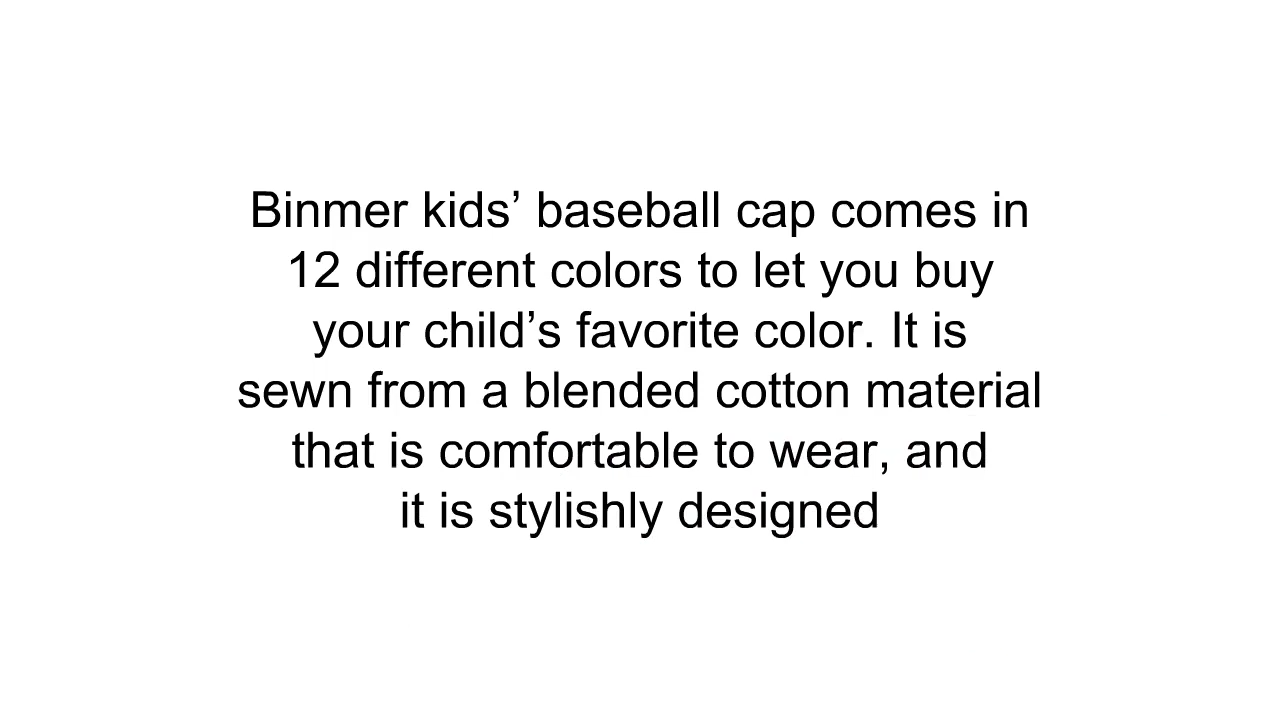 Binmer kids’ baseball cap comes in
12 different colors to let you buy
your child’s favorite color. It is
sewn from a blended cotton material
that is comfortable to wear, and
it is stylishly designed